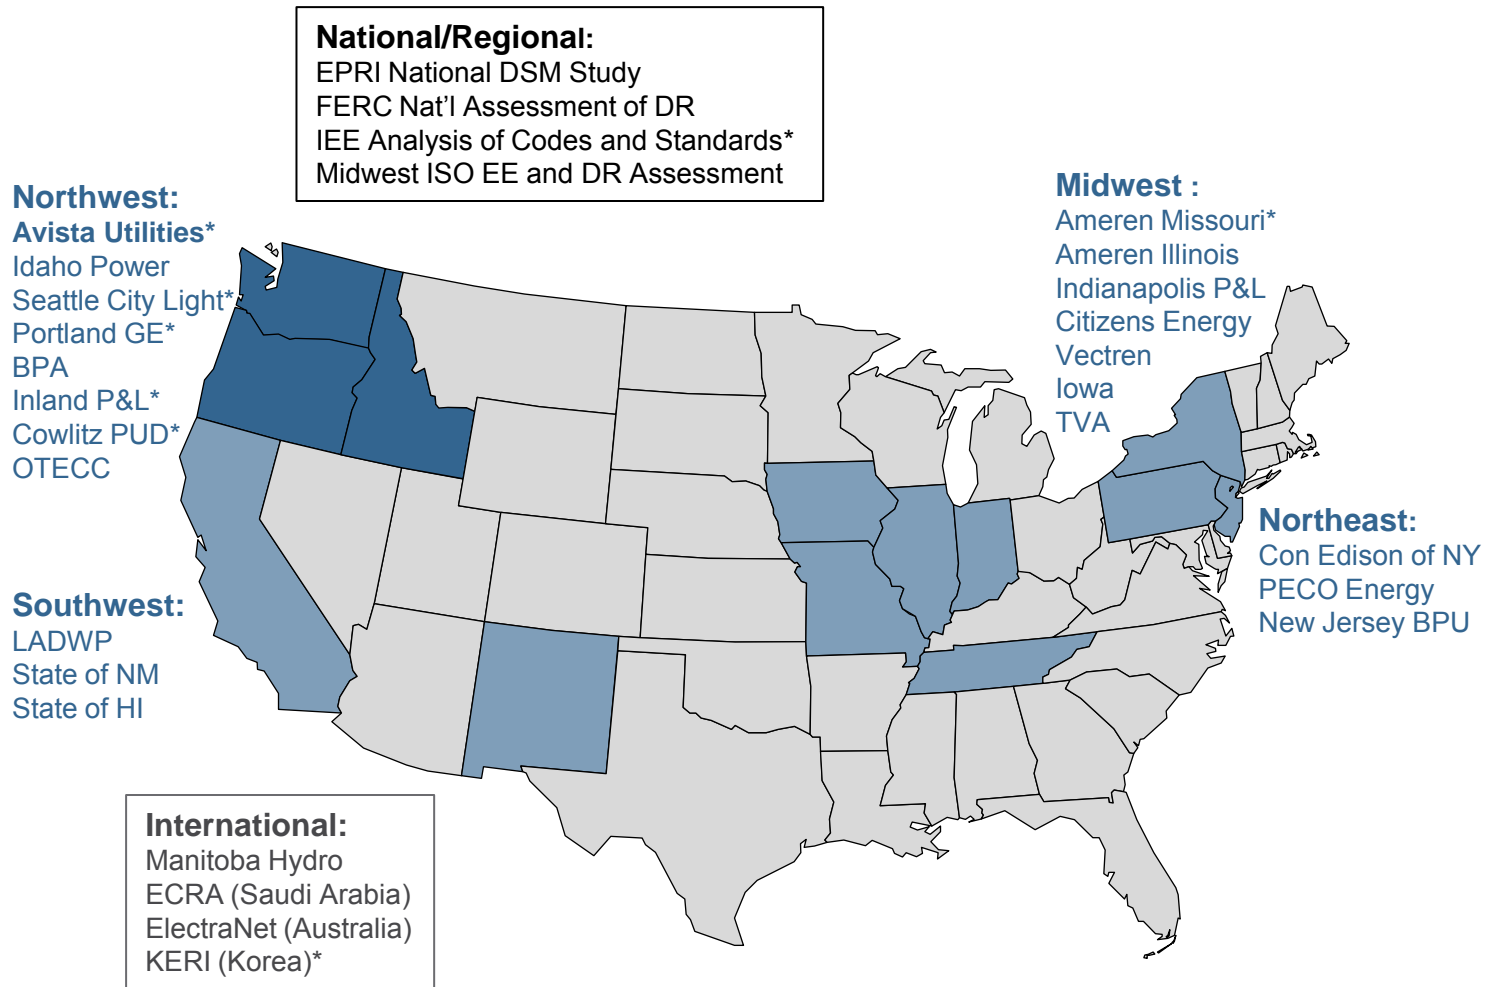 National/Regional:
EPRI National DSM Study
FERC Nat'l Assessment of DR
IEE Analysis of Codes and Standards*
Midwest ISO EE and DR Assessment
Northwest:
Avista Utilities*
Idaho Power
Seattle City Light*
Portland GE*
BPA
Inland P&L*
Cowlitz PUD*
OTECC
Midwest :
Ameren Missouri*
Ameren Illinois
Indianapolis P&L
Citizens Energy
Vectren
Iowa
TVA
Northeast:
Con Edison of NY
PECO Energy
New Jersey BPU
Southwest:
LADWP
State of NM
State of HI
International:
Manitoba Hydro
ECRA (Saudi Arabia)
ElectraNet (Australia)
KERI (Korea)*